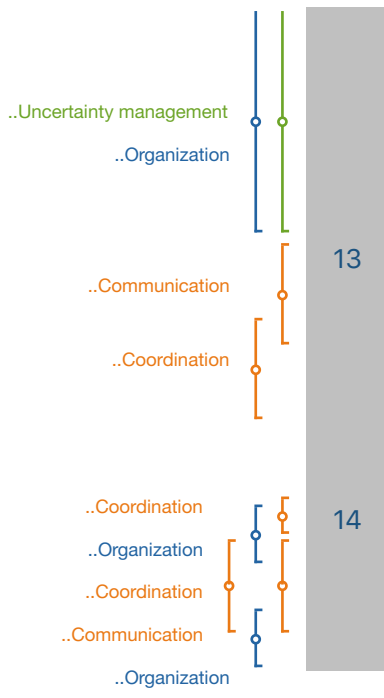 ..Uncertainty management
..Organization
13
..Communication
..Coordination
..Coordination
14
..Organization
..Coordination
..Communication
..Organization